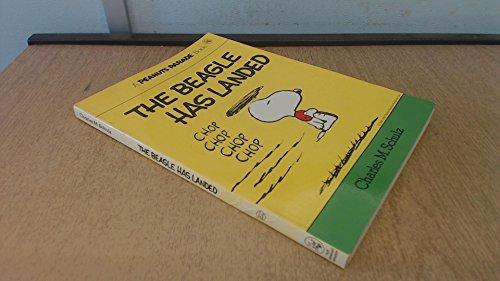 A PEANUTS PARADE Book
THE BEAGLE
HAS LANDED
CHOP
CHOP
CHOP
CHOP
Charles M. Schulz
Charles M. Schulz
THE BEAGLE HAS LANDED